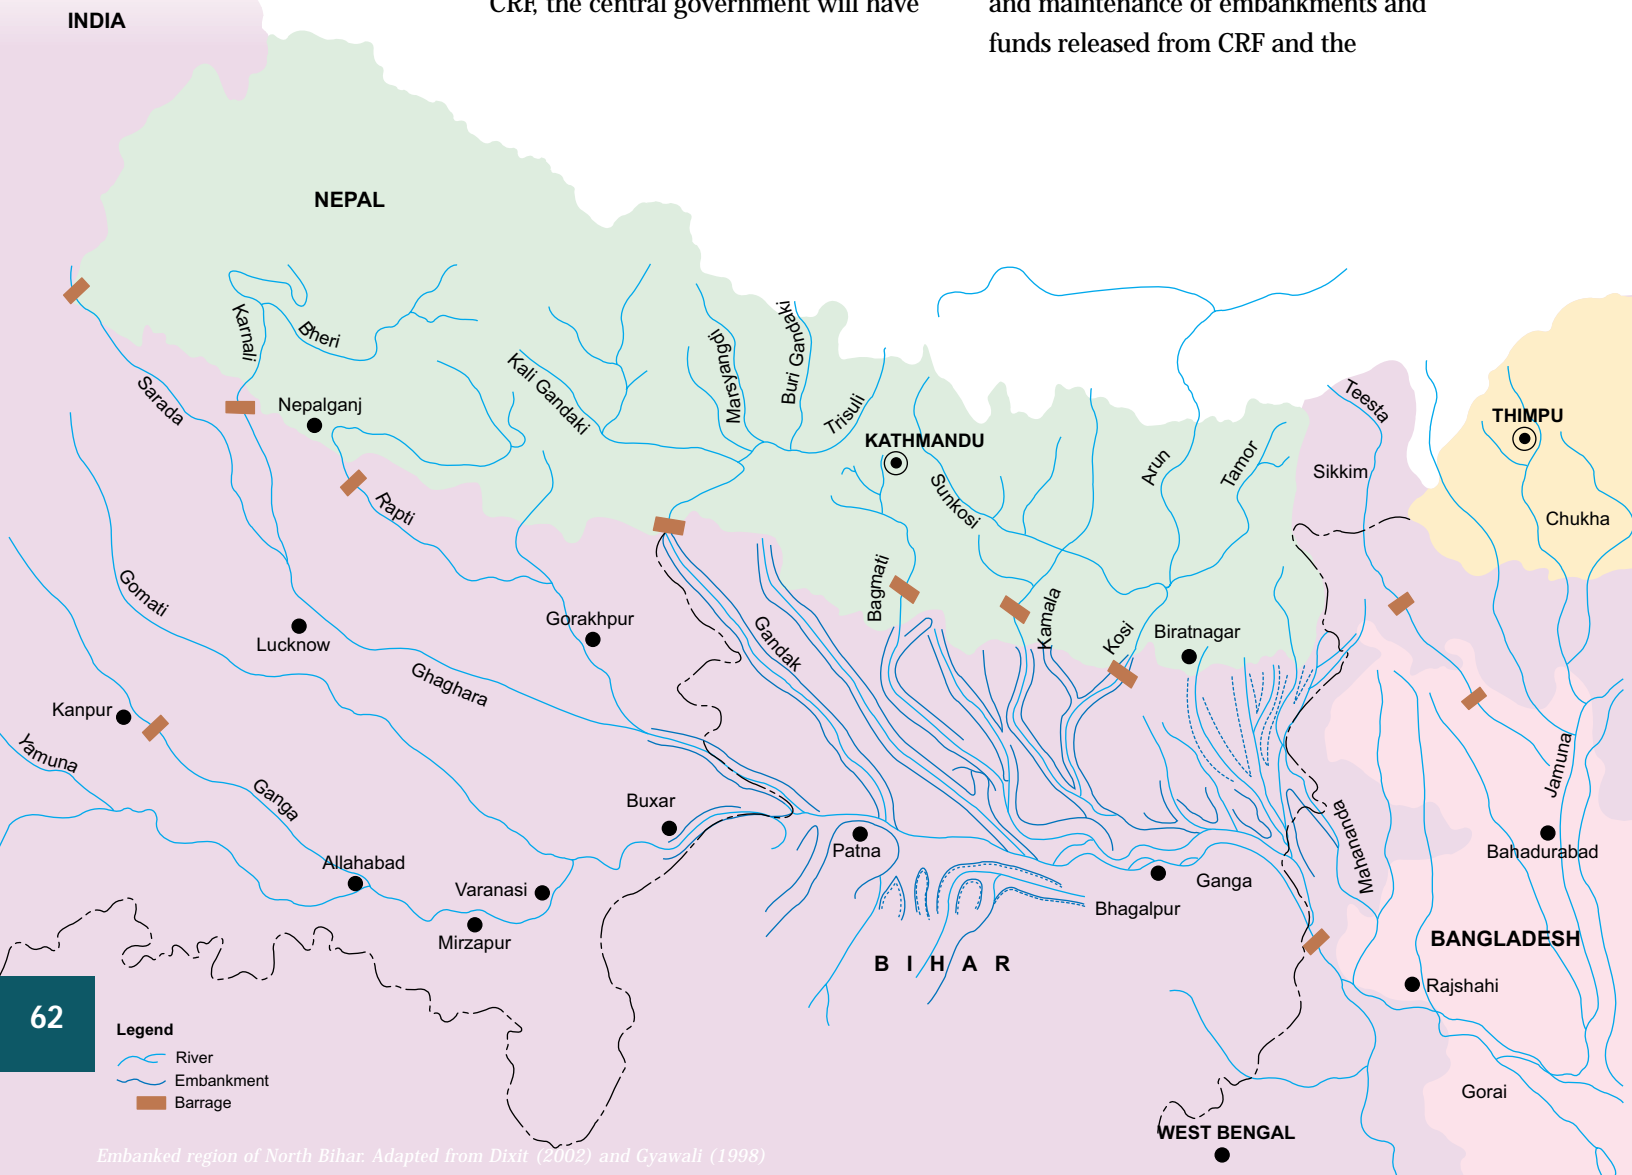 CRF, the central government will have
and maintenance of embankments and
funds released from CRF and the
INDIA
NEPAL
Karnali
Bheri
Sarada
Nepalganj
Rapti
Kali Gandaki
Marsyangdi
Buri Gandaki
Trisuli
KATHMANDU
Sunkosi
Arun
Tamor
Teesta
Sikkim
THIMPU
Chukha
Gomati
Lucknow
Gorakhpur
Ghaghara
Gandak
Bagmati
Kamala
Kosi
Biratnagar
Kanpur
Yamuna
Ganga
Allahabad
Varanasi
Mirzapur
Buxar
Patna
Ganga
Bhagalpur
Mahananda
Jamuna
Bahadurabad
BANGLADESH
Rajshahi
BIHAR
Gorai
WEST BENGAL
62
Legend
River
Embankment
Barrage
Embanked region of North Bihar. Adapted from Dixit (2002) and Gyawali (1998)